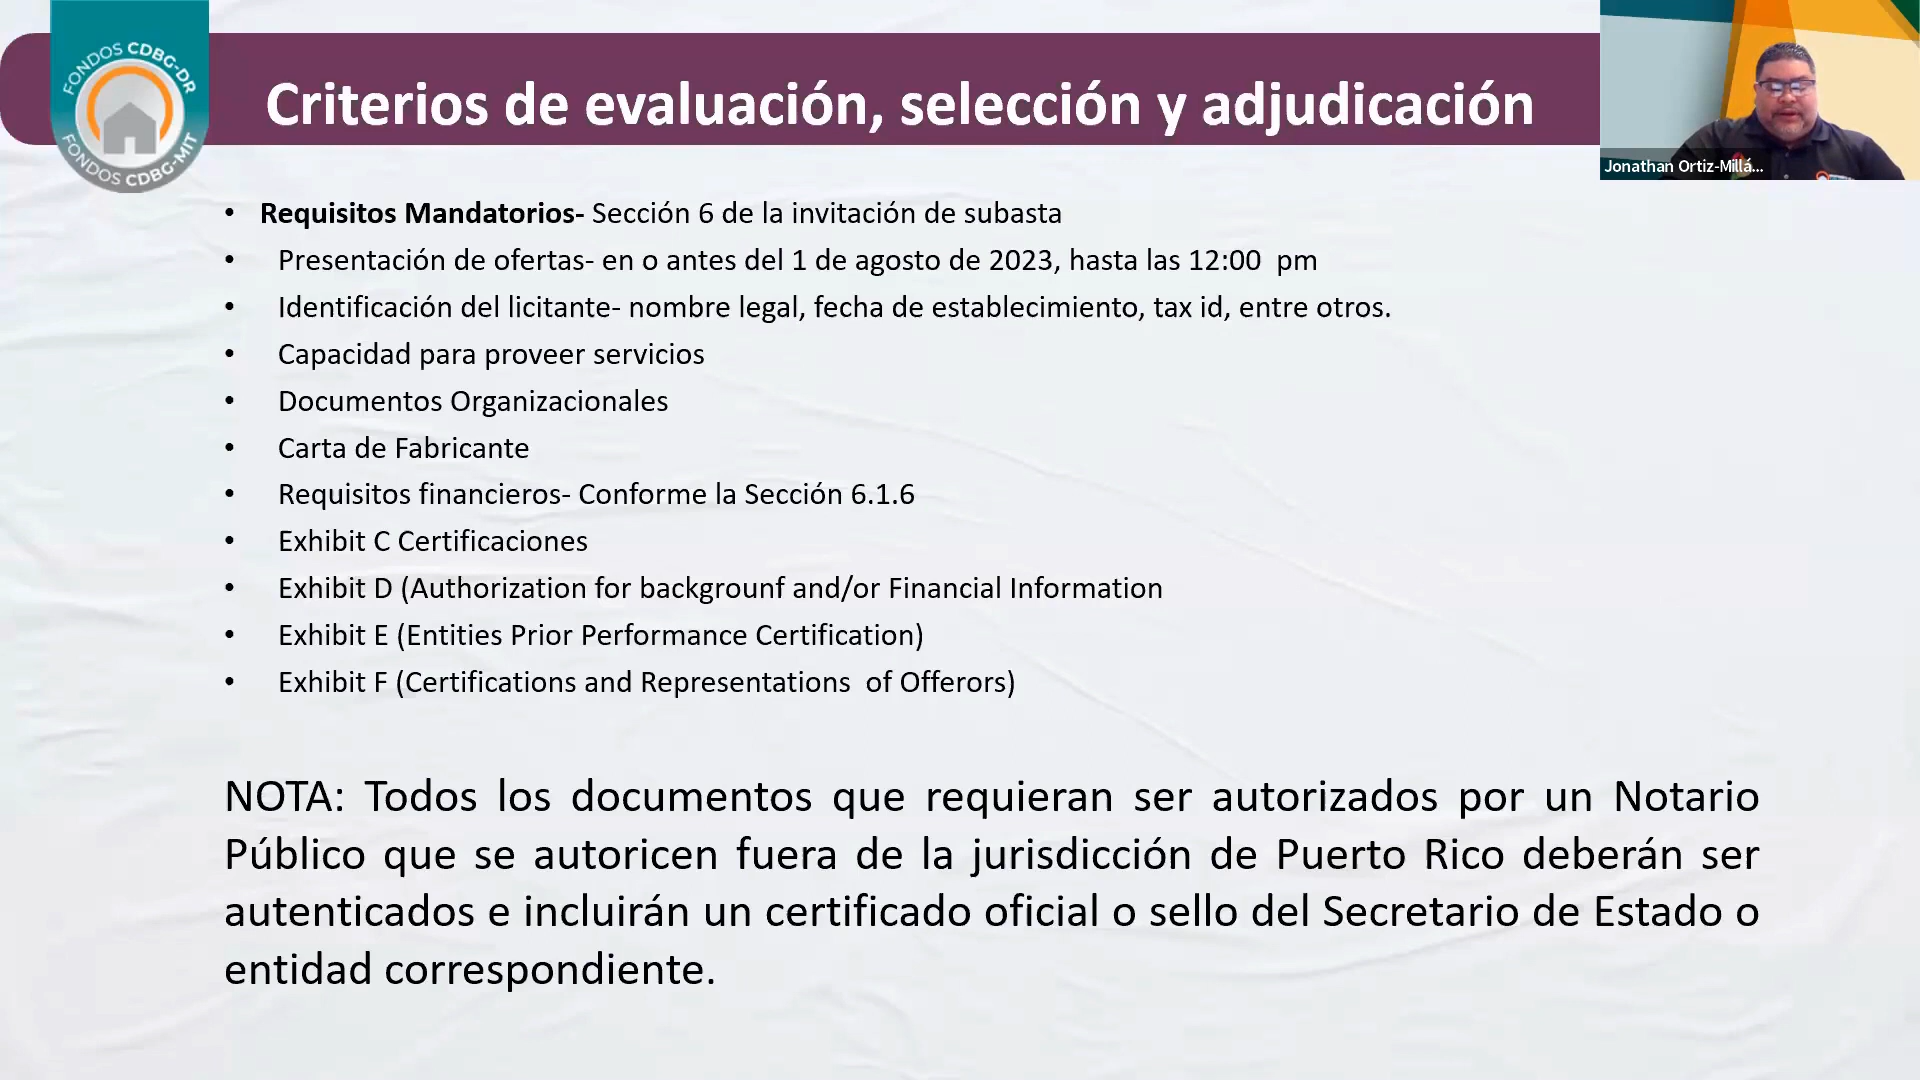 FONDOS CDBG-DR
FONDOS CDBG-MIT
Criterios de evaluación, selección y adjudicación
Jonathan Ortiz-Millá...
• Requisitos Mandatorios- Sección 6 de la invitación de subasta
• Presentación de ofertas- en o antes del 1 de agosto de 2023, hasta las 12:00 pm
• Identificación del licitante- nombre legal, fecha de establecimiento, tax id, entre otros.
• Capacidad para proveer servicios
• Documentos Organizacionales
• Carta de Fabricante
• Requisitos financieros- Conforme la Sección 6.1.6
• Exhibit C Certificaciones
• Exhibit D (Authorization for backgrounf and/or Financial Information
• Exhibit E (Entities Prior Performance Certification)
• Exhibit F (Certifications and Representations of Offerors)
NOTA: Todos los documentos que requieran ser autorizados por un Notario
Público que se autoricen fuera de la jurisdicción de Puerto Rico deberán ser
autenticados e incluirán un certificado oficial o sello del Secretario de Estado o
entidad correspondiente.